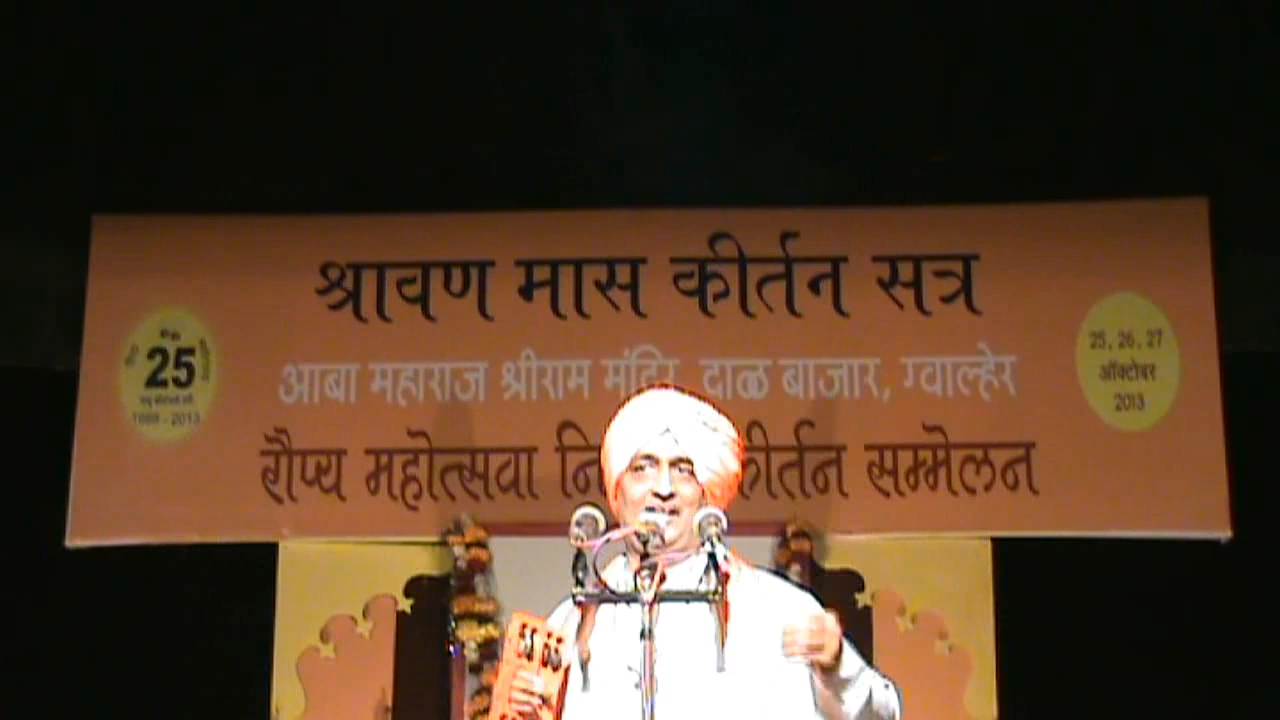 श्रावण मास कीर्तन सत्र
आबा महाराज श्रीराम मंदिर, दाळ बाजार, ग्वाल्हेर
रौप्य महोत्सवा नि कीर्तन सम्मेलन
25
1989 - 2013
25, 26, 27
ऑक्टोबर
2013